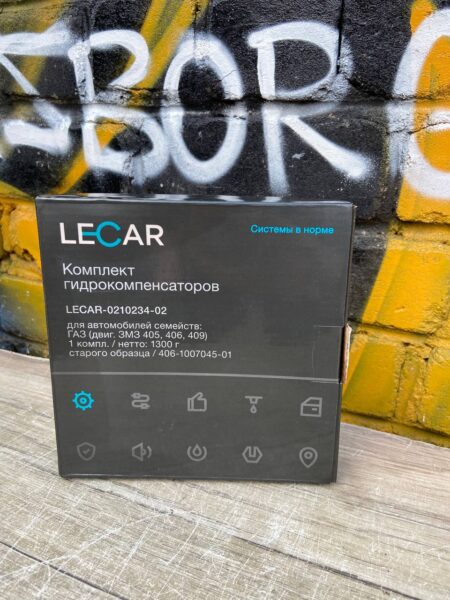 EBORC
LECAR
Системы в норме
Комплект
гидрокомпенсаторов
LECAR-0210234-02
для автомобилей семейств:
ГАЗ (двиг. ЗМЗ 405, 406, 409)
1 компл. / нетто: 1300 г
старого образца / 406-1007045-01